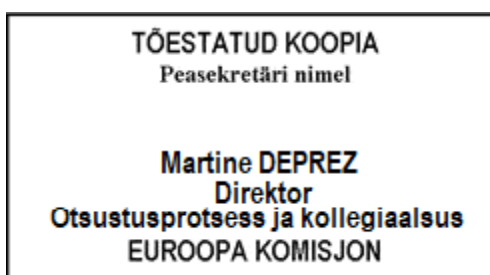 TÕESTATUD KOOPIA
Peasekretäri nimel
Martine DEPREZ
Direktor
Otsustusprotsess ja kollegiaalsus
EUROOPA KOMISJON